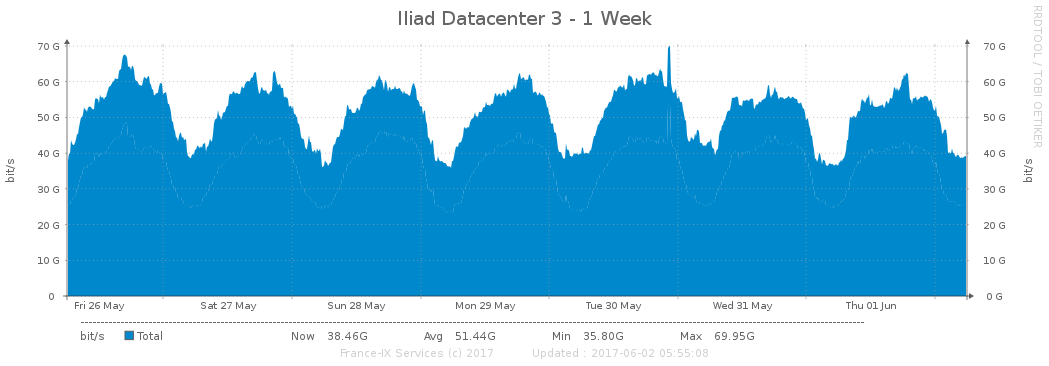 Iliad Datacenter 3 - 1 Week
RRDTOOL / TOBI OETIKER
bit/s
70 G
60 G
50 G
40 G
30 G
20 G
10 G
0
70 G
60 G
50 G
40 G
30 G
20 G
10 G
0 G
bit/s
Fri 26 May Sat 27 May Sun 28 May Mon 29 May Tue 30 May Wed 31 May Thu 01 Jun
bit/s Total Now 38.46G Avg 51.44G Min 35.80G Max 69.95G
France-IX Services (c) 2017 Updated : 2017-06-02 05:55:08